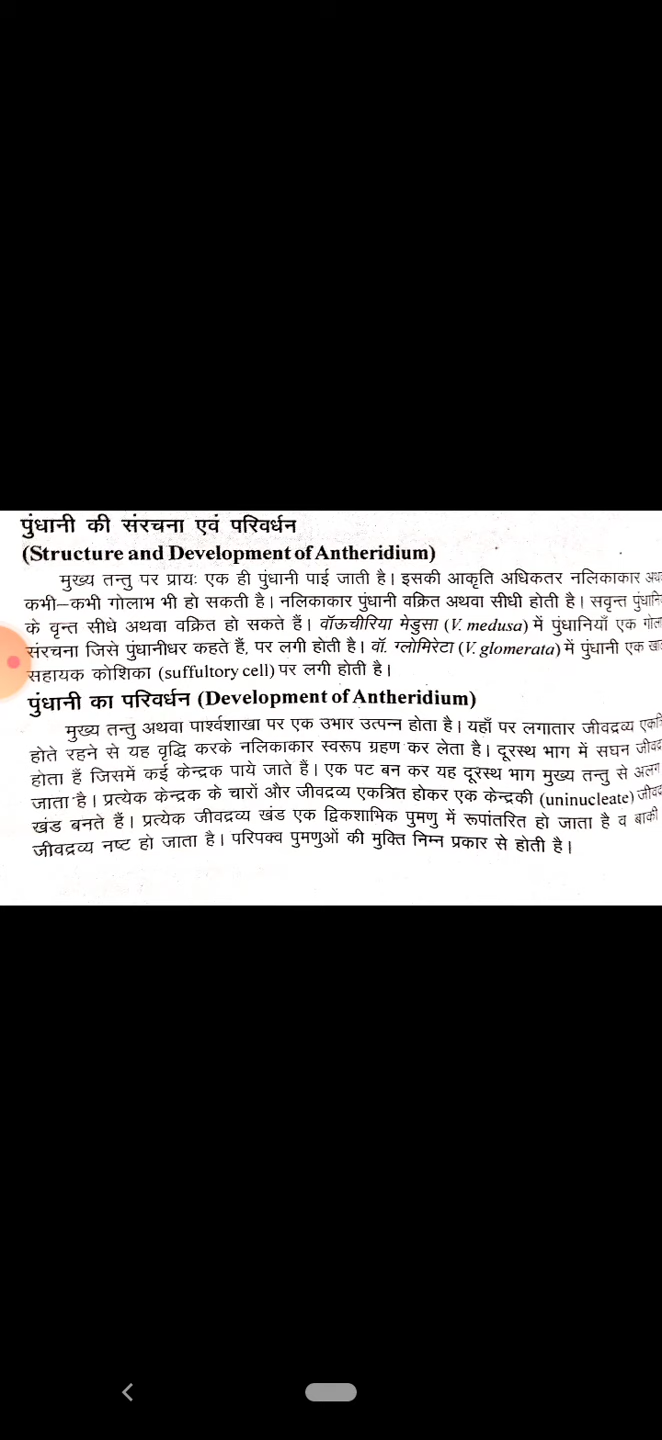 पुंधानी की संरचना एवं परिवर्धन
(Structure and Development of Antheridium)
मुख्य तन्तु पर प्रायः एक ही पुंधानी पाई जाती है। इसकी आकृति अधिकतर नलिकाकार
कभी–कभी गोलाभ भी हो सकती है। नलिकाकार पुंधानी वक्रित अथवा सीधी होती है। सवृन्त
के वृन्त सीधे अथवा वक्रित हो सकते हैं। वॉऊचीरिया मेडुसा (V. medusa) में पुंधानियाँ एक
संरचना जिसे पुंधानीधर कहते हैं, पर लगी होती है। वॉ. ग्लोमिरेटा (V. glomerata) में पुंधानी एक
सहायक कोशिका (suffultory cell) पर लगी होती है।
पुंधानी का परिवर्धन (Development of Antheridium)
मुख्य तन्तु अथवा पार्श्वशाखा पर एक उभार उत्पन्न होता है। यहाँ पर लगातार जीवद्रव्य
होते रहने से यह वृद्धि करके नलिकाकार स्वरूप ग्रहण कर लेता है। दूरस्थ भाग में सघन
होता हैं जिसमें कई केन्द्रक पाये जाते हैं। एक पट बन कर यह दूरस्थ भाग मुख्य तन्तु से अलग
जाता है। प्रत्येक केन्द्रक के चारों और जीवद्रव्य एकत्रित होकर एक केन्द्रकी (uninucleate)
खंड बनते हैं। प्रत्येक जीवद्रव्य खंड एक द्विकशाभिक पुमणु में रूपांतरित हो जाता है व बाकी
जीवद्रव्य नष्ट हो जाता है। परिपक्व पुमणुओं की मुक्ति निम्न प्रकार से होती है।